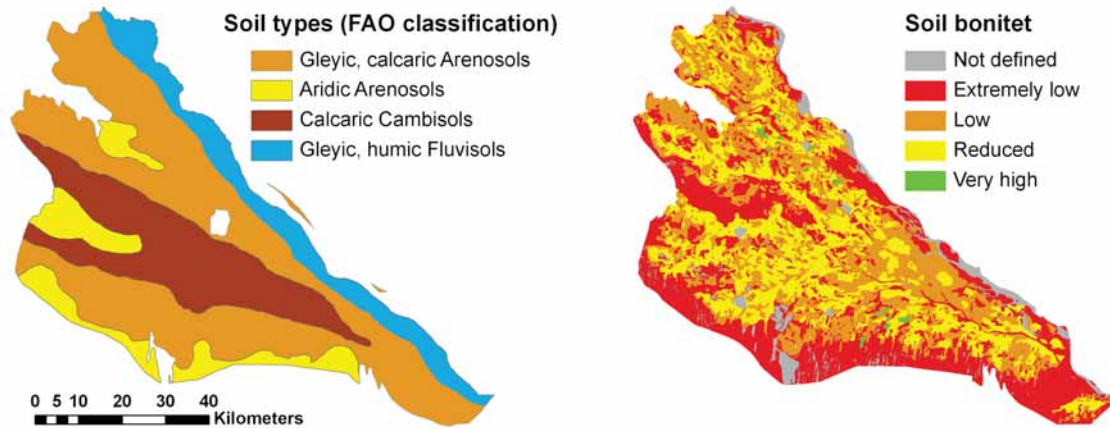 Soil types (FAO classification)
Gleyic, calcaric Arenosols
Aridic Arenosols
Calcaric Cambisols
Gleyic, humic Fluvisols
0 5 10 20 30 40
Kilometers
Soil bonitet
Not defined
Extremely low
Low
Reduced
Very high